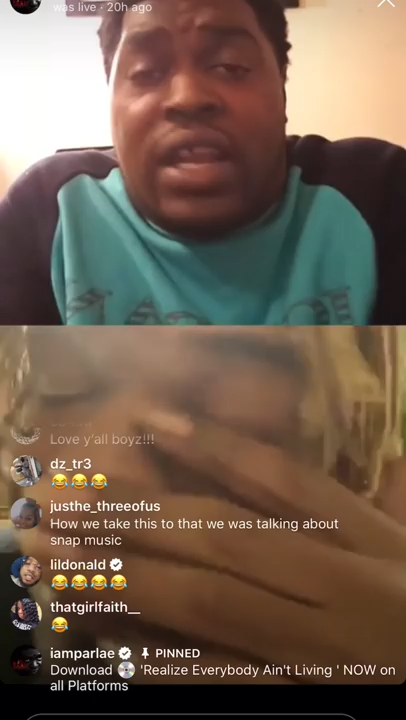 was live · 20h ago
Love y'all boyz!!!
dz_tr3
😂😂😂
justhe_threeofus
How we take this to that we was talking about
snap music
lildonald
😂😂😂😂
thatgirlfaith__
😂
iamparlae PINNED
Download 💿 'Realize Everybody Ain't Living ' NOW on
all Platforms